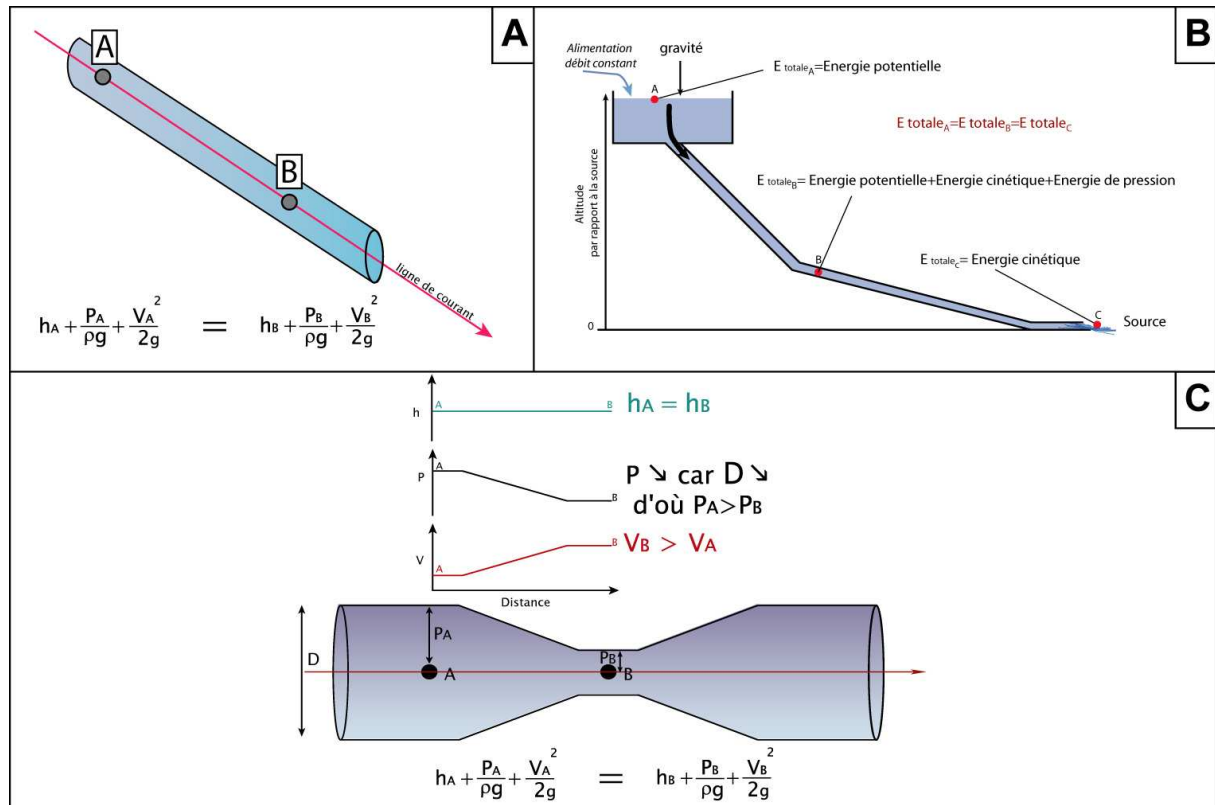 A
A
B
ligne de courant
hA + PA/ρg + VA²/2g = hB + PB/ρg + VB²/2g
B
Alimentation
débit constant
gravité
A
E totaleA=Energie potentielle
E totaleA=E totaleB=E totaleC
Altitude
par rapport à la source
E totaleB= Energie potentielle+Energie cinétique+Energie de pression
B
E totaleC= Energie cinétique
C
0
Source
C
h
A
B
hA = hB
P
A
B
P ↘ car D ↘
d'où PA>PB
V
A
B
VB > VA
Distance
D
PA
A
PB
B
hA + PA/ρg + VA²/2g = hB + PB/ρg + VB²/2g